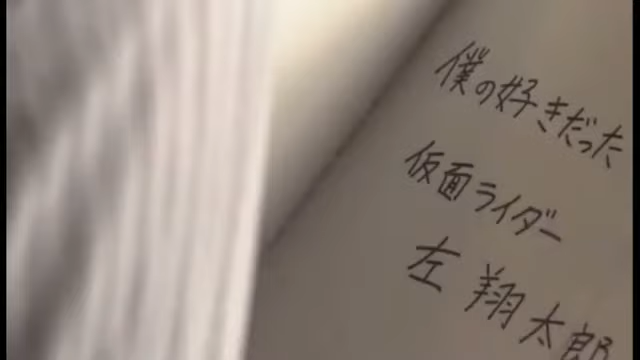 僕の好きだった
仮面ライダー
左翔太郎